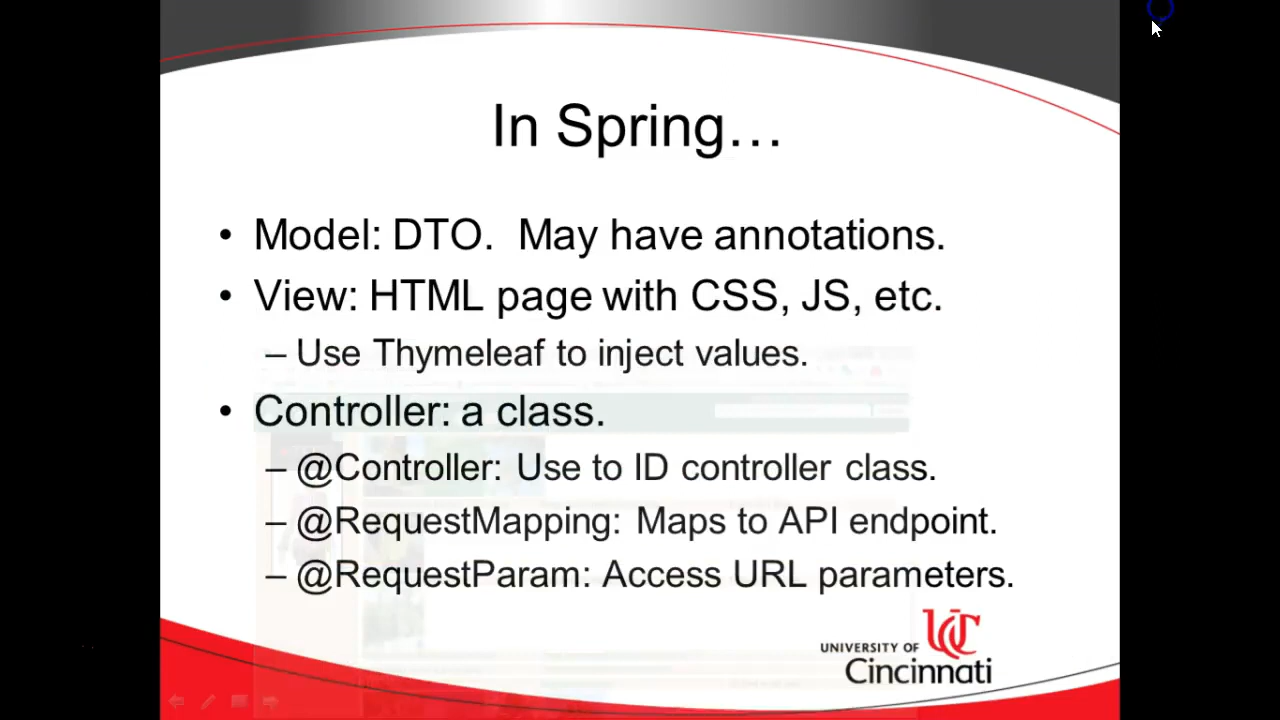 In Spring…
• Model: DTO. May have annotations.
• View: HTML page with CSS, JS, etc.
– Use Thymeleaf to inject values.
• Controller: a class.
– @Controller: Use to ID controller class.
– @RequestMapping: Maps to API endpoint.
– @RequestParam: Access URL parameters.
UC
UNIVERSITY OF
Cincinnati